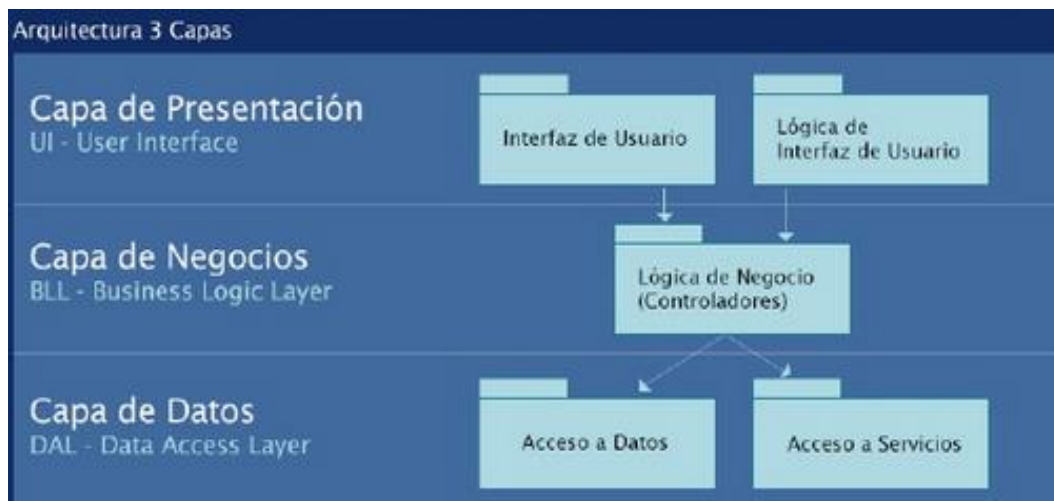 Arquitectura 3 Capas
Capa de Presentación
UI - User Interface
Interfaz de Usuario
Lógica de
Interfaz de Usuario
Capa de Negocios
BLL - Business Logic Layer
Lógica de Negocio
(Controladores)
Capa de Datos
DAL - Data Access Layer
Acceso a Datos
Acceso a Servicios